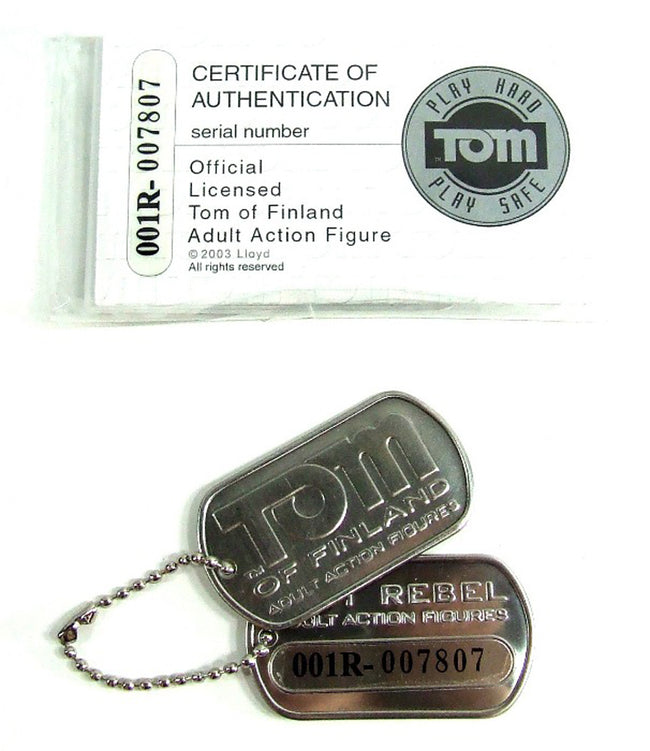 CERTIFICATE OF
AUTHENTICATION
serial number
001R-007807
Official
Licensed
Tom of Finland
Adult Action Figure
© 2003 Lloyd
All rights reserved
PLAY HARD
TOM
PLAY SAFE
TOM
OF FINLAND
ADULT ACTION FIGURES
REBEL
ACTION FIGURES
001R-007807